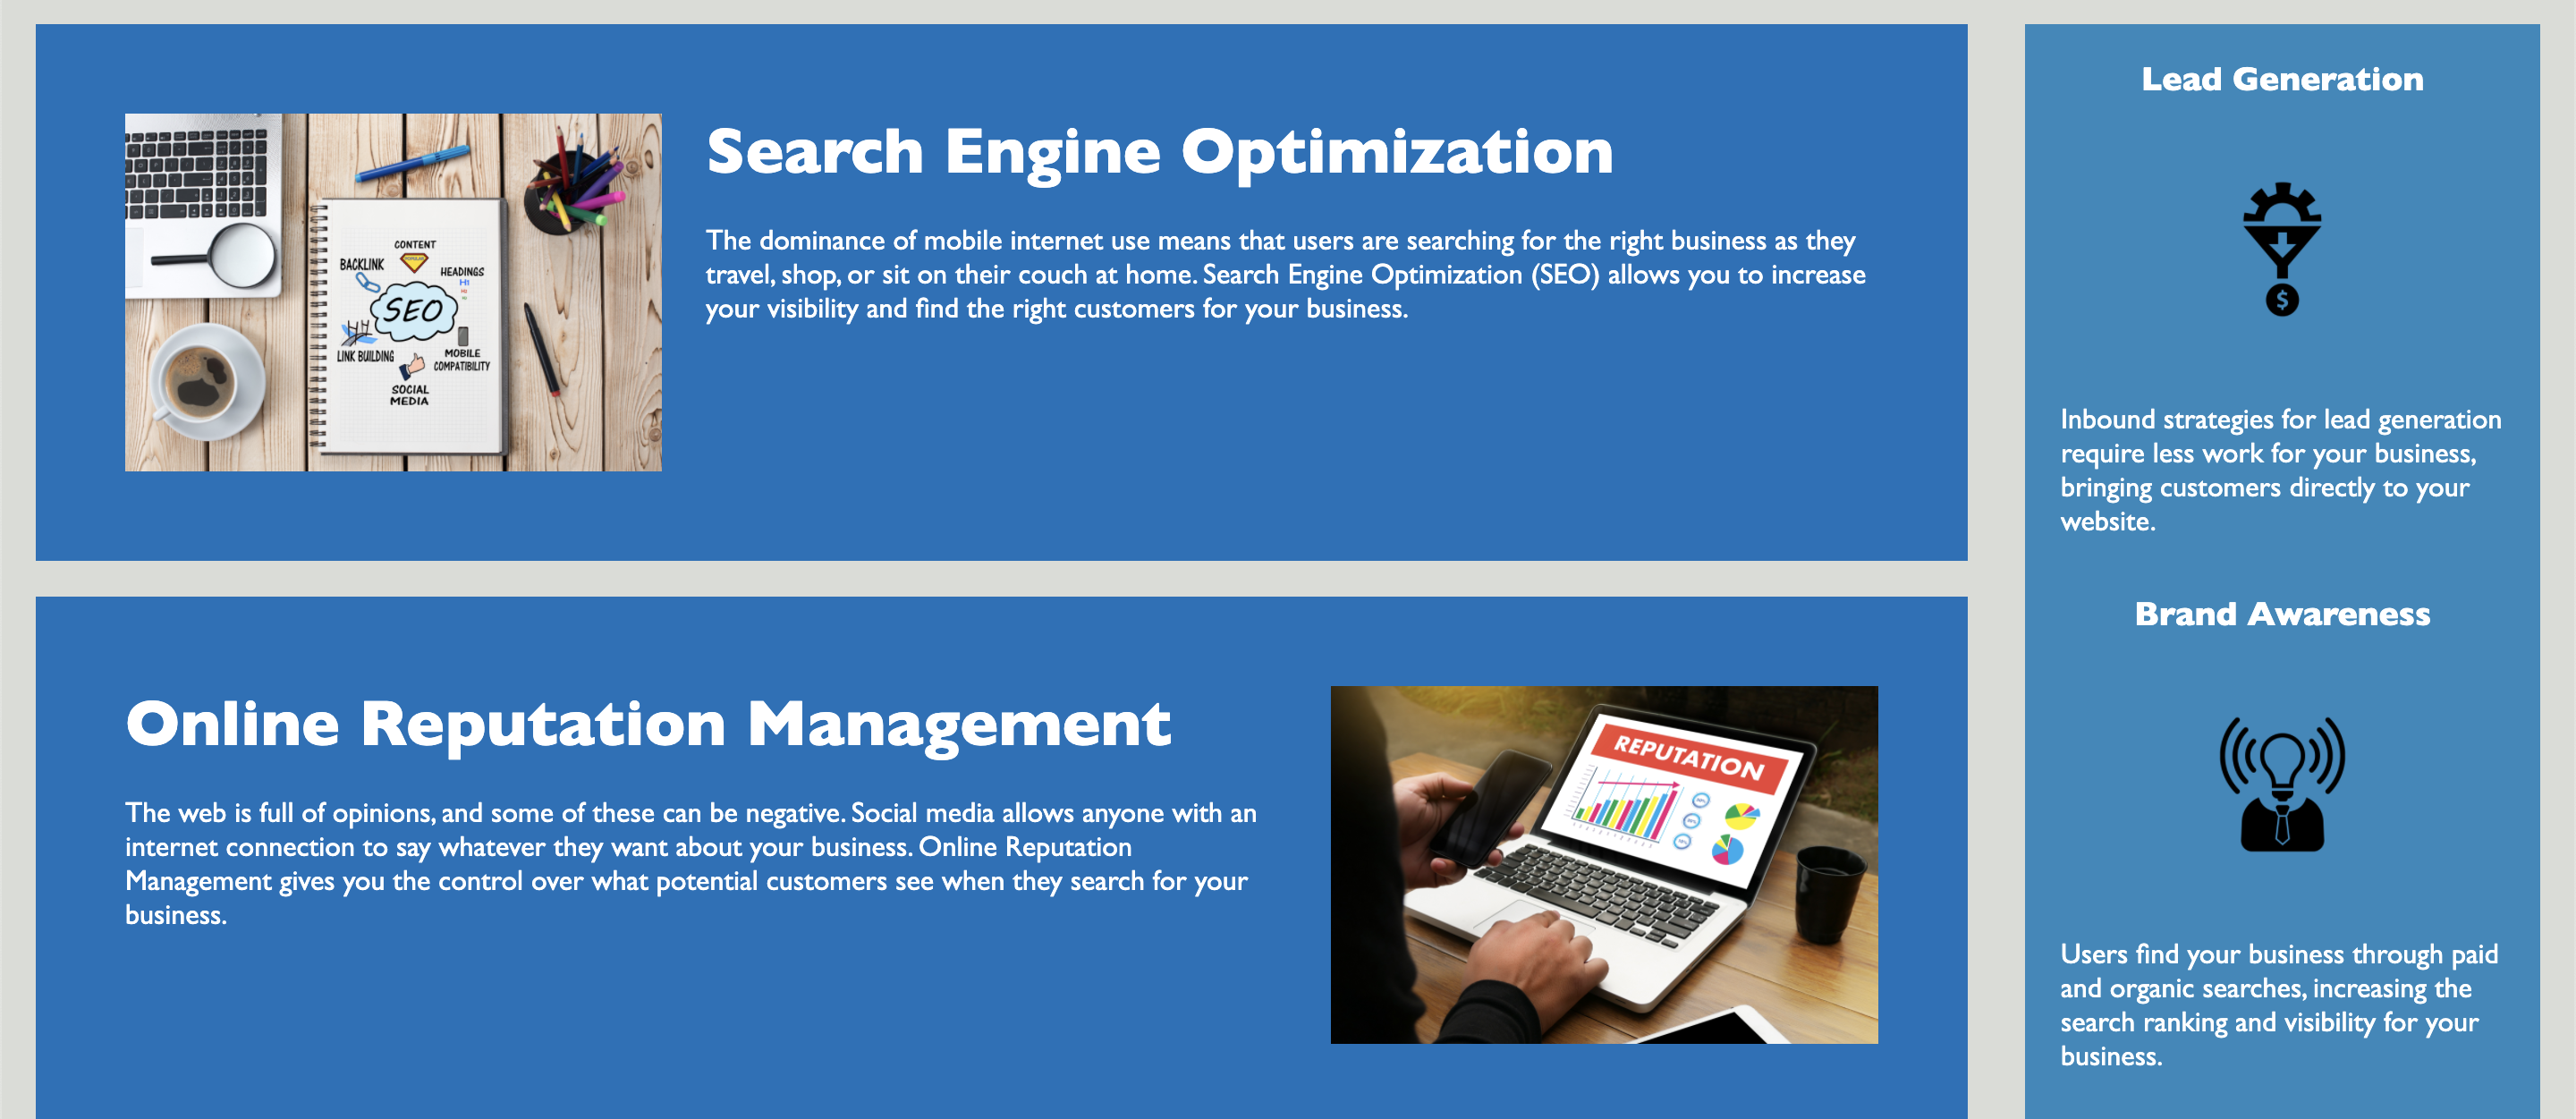 Search Engine Optimization
The dominance of mobile internet use means that users are searching for the right business as they
travel, shop, or sit on their couch at home. Search Engine Optimization (SEO) allows you to increase
your visibility and find the right customers for your business.
CONTENT
BACKLINK
HEADINGS
H1
SEO
LINK BUILDING
MOBILE
COMPATIBILITY
SOCIAL
MEDIA
Online Reputation Management
The web is full of opinions, and some of these can be negative. Social media allows anyone with an
internet connection to say whatever they want about your business. Online Reputation
Management gives you the control over what potential customers see when they search for your
business.
REPUTATION
Lead Generation
$
Inbound strategies for lead generation
require less work for your business,
bringing customers directly to your
website.
Brand Awareness
Users find your business through paid
and organic searches, increasing the
search ranking and visibility for your
business.